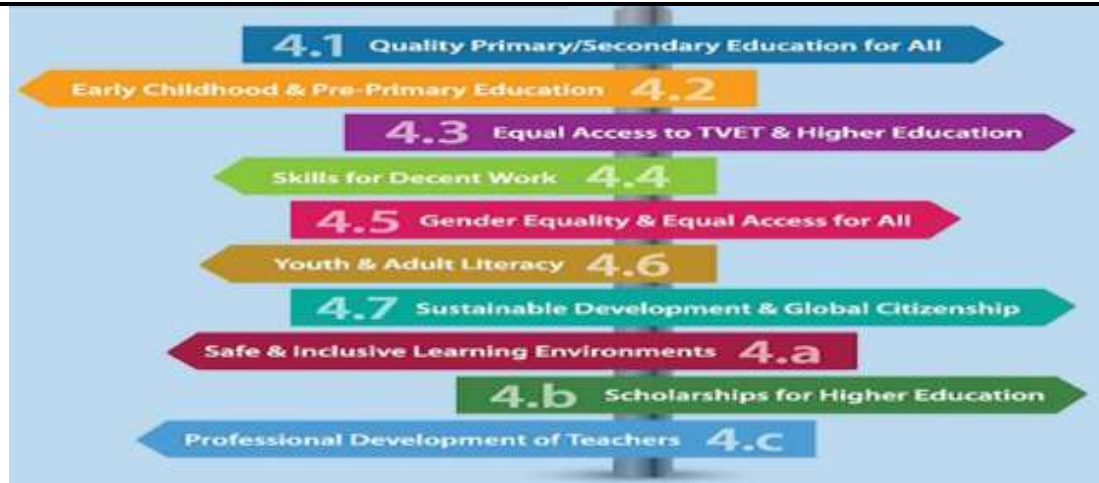 4.1 Quality Primary/Secondary Education for All
Early Childhood & Pre-Primary Education 4.2
4.3 Equal Access to TVET & Higher Education
Skills for Decent Work 4.4
4.5 Gender Equality & Equal Access for All
Youth & Adult Literacy 4.6
4.7 Sustainable Development & Global Citizenship
Safe & Inclusive Learning Environments 4.a
4.b Scholarships for Higher Education
Professional Development of Teachers 4.c